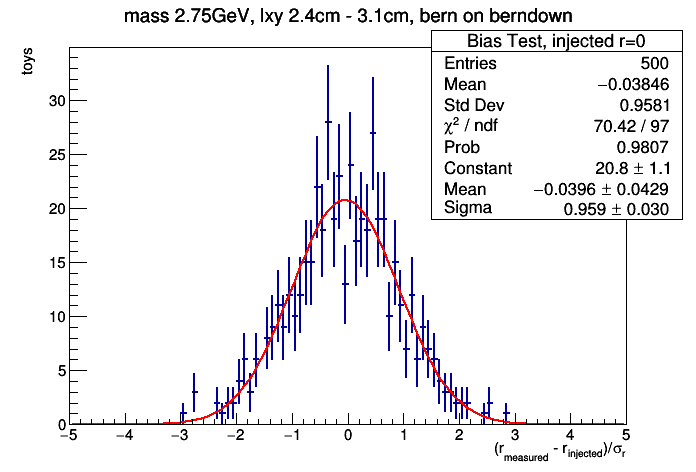 mass 2.75GeV, lxy 2.4cm - 3.1cm, bern on berndown
toys
Bias Test, injected r=0
Entries 500
Mean −0.03846
Std Dev 0.9581
χ² / ndf 70.42 / 97
Prob 0.9807
Constant 20.8 ± 1.1
Mean −0.0396 ± 0.0429
Sigma 0.959 ± 0.030
30
25
20
15
10
5
0
−5 −4 −3 −2 −1 0 1 2 3 4 5
(r_measured - r_injected)/σ_r